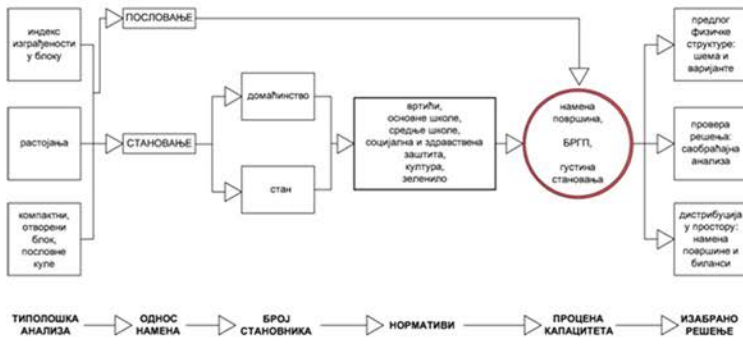 индекс
изграђености
у блоку
растојања
компактни,
отворени
блок,
пословне
куле
ПОСЛОВАЊЕ
СТАНОВАЊЕ
домаћинство
стан
вртићи,
основне школе,
средње школе,
социјална и здравствена
заштита,
култура,
зеленило
намена
површина,
БРГП,
густина
становања
предлог
физичке
структуре:
шема и
варијанте
провера
решења:
саобраћајна
анализа
дистрибуција
у простору:
намена
површине и
биланси
ТИПОЛОШКА
АНАЛИЗА
ОДНОС
НАМЕНА
БРОЈ
СТАНОВНИКА
НОРМАТИВИ
ПРОЦЕНА
КАПАЦИТЕТА
ИЗАБРАНО
РЕШЕЊЕ